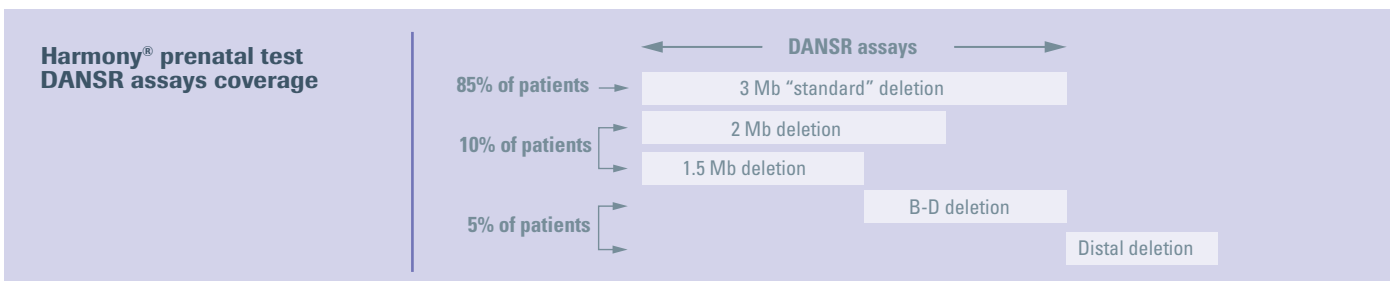 Harmony® prenatal test
DANSR assays coverage
DANSR assays
85% of patients
3 Mb “standard” deletion
10% of patients
2 Mb deletion
1.5 Mb deletion
5% of patients
B-D deletion
Distal deletion